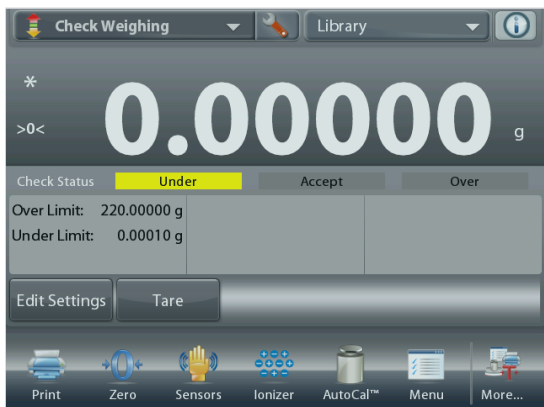 Check Weighing Library
*
>0< 0.00000 g
Check Status Under Accept Over
Over Limit: 220.00000 g
Under Limit: 0.00010 g
Edit Settings Tare
Print Zero Sensors Ionizer AutoCal™ Menu More...